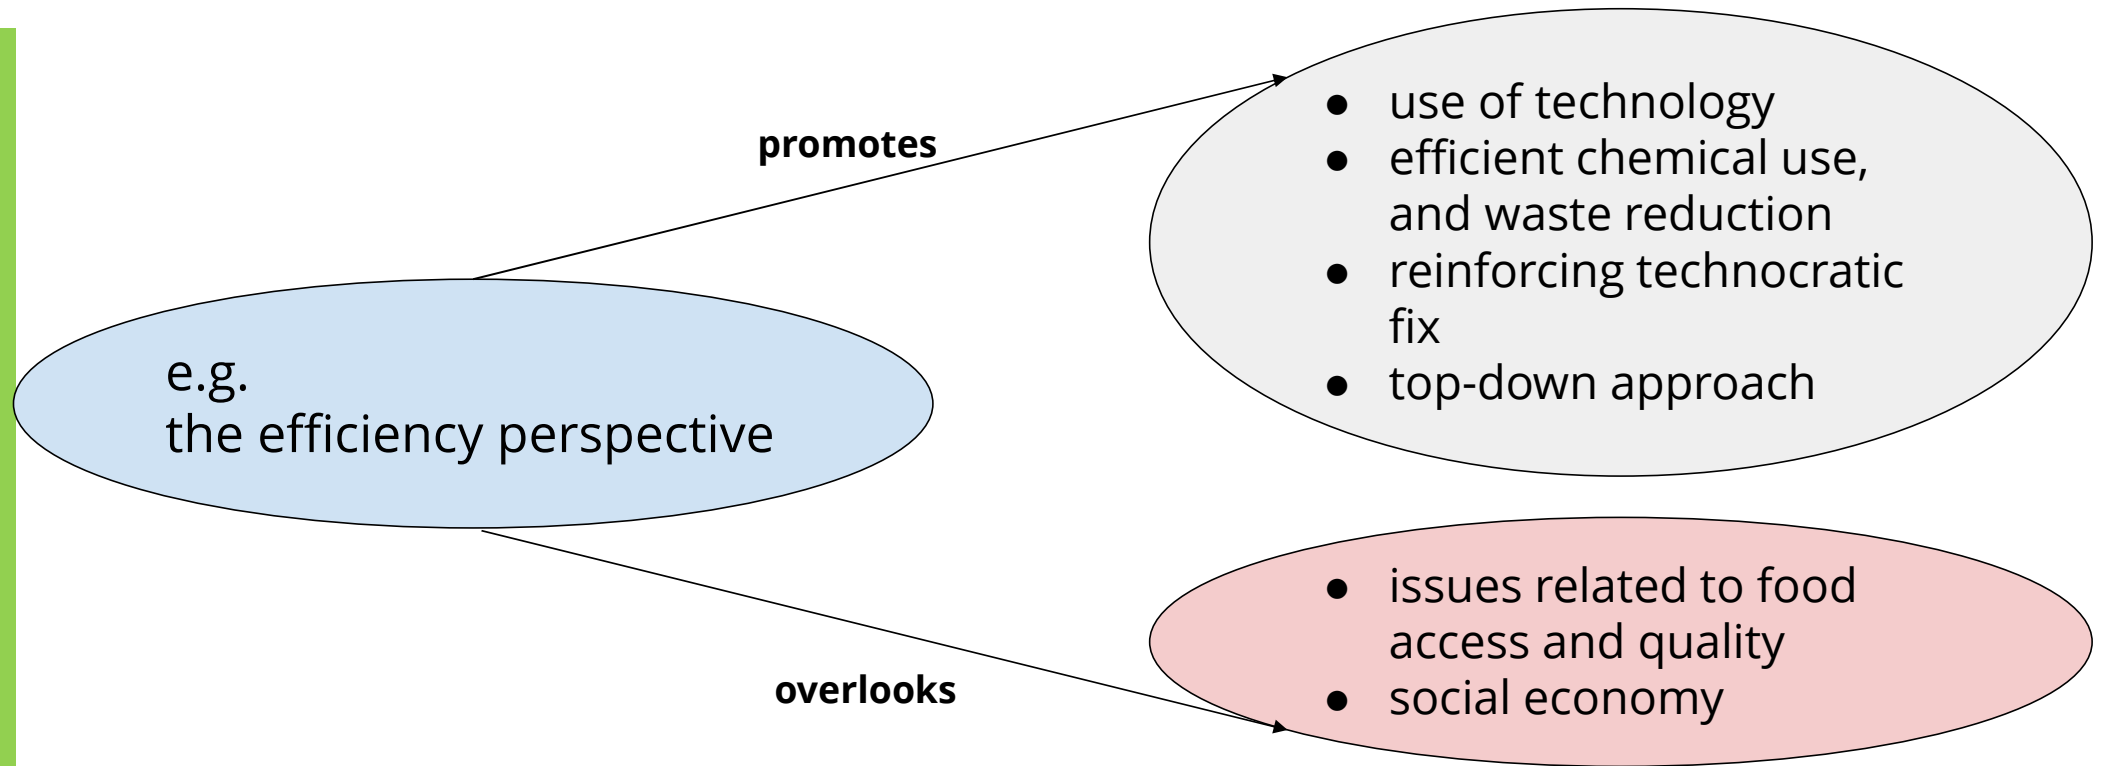 promotes
● use of technology
● efficient chemical use,
and waste reduction
● reinforcing technocratic
fix
● top-down approach
e.g.
the efficiency perspective
overlooks
● issues related to food
access and quality
● social economy